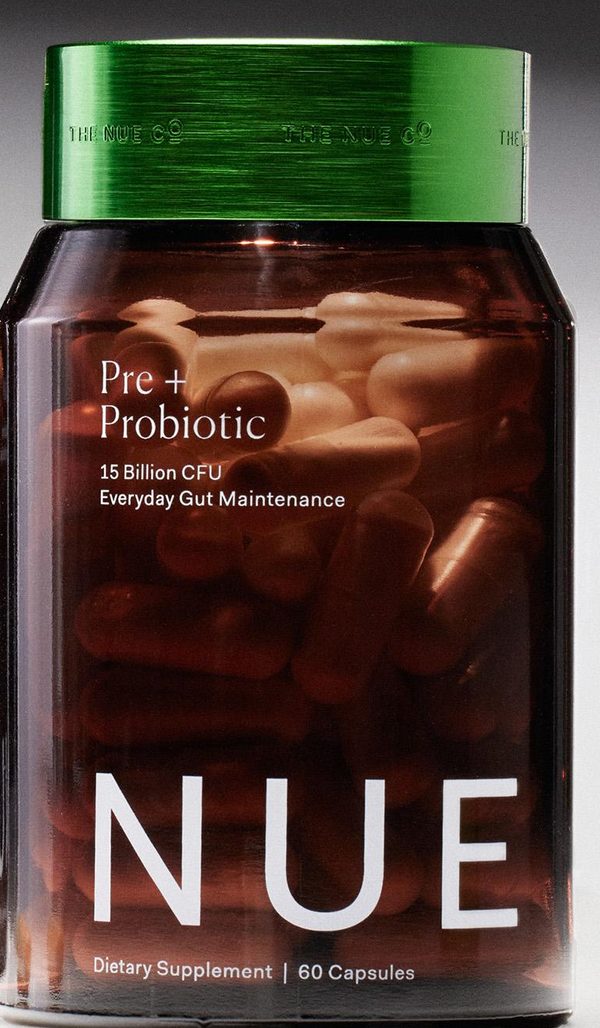 THE NUE Cº THE NUE Cº THE
Pre +
Probiotic
15 Billion CFU
Everyday Gut Maintenance
NUE
Dietary Supplement | 60 Capsules